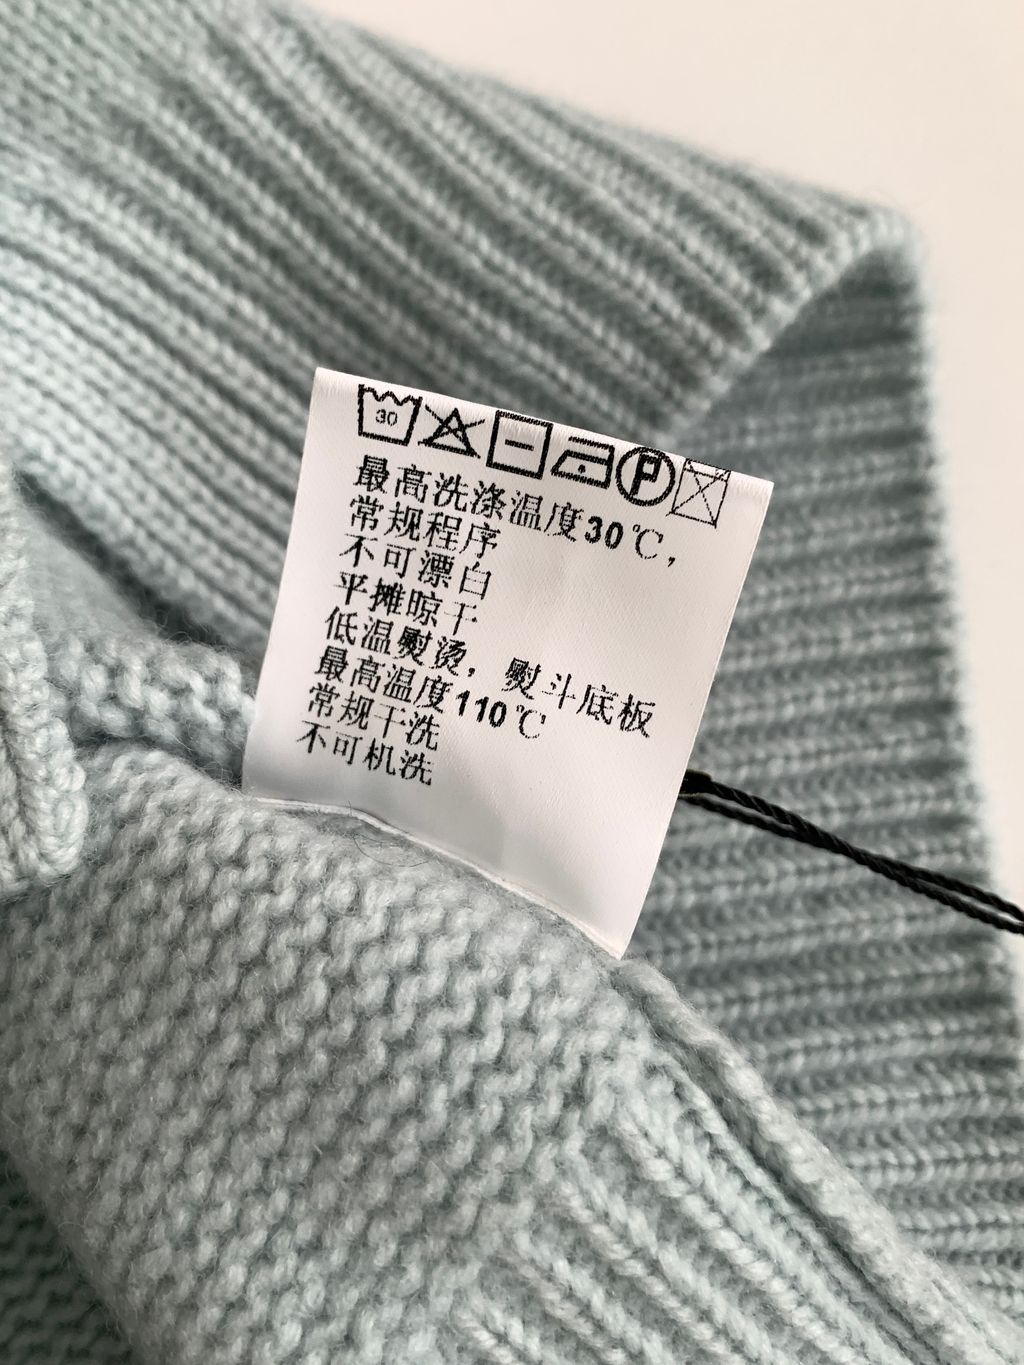 30
P
最高洗涤温度30℃，
常规程序
不可漂白
平摊晾干
低温熨烫，熨斗底板
最高温度110℃
常规干洗
不可机洗